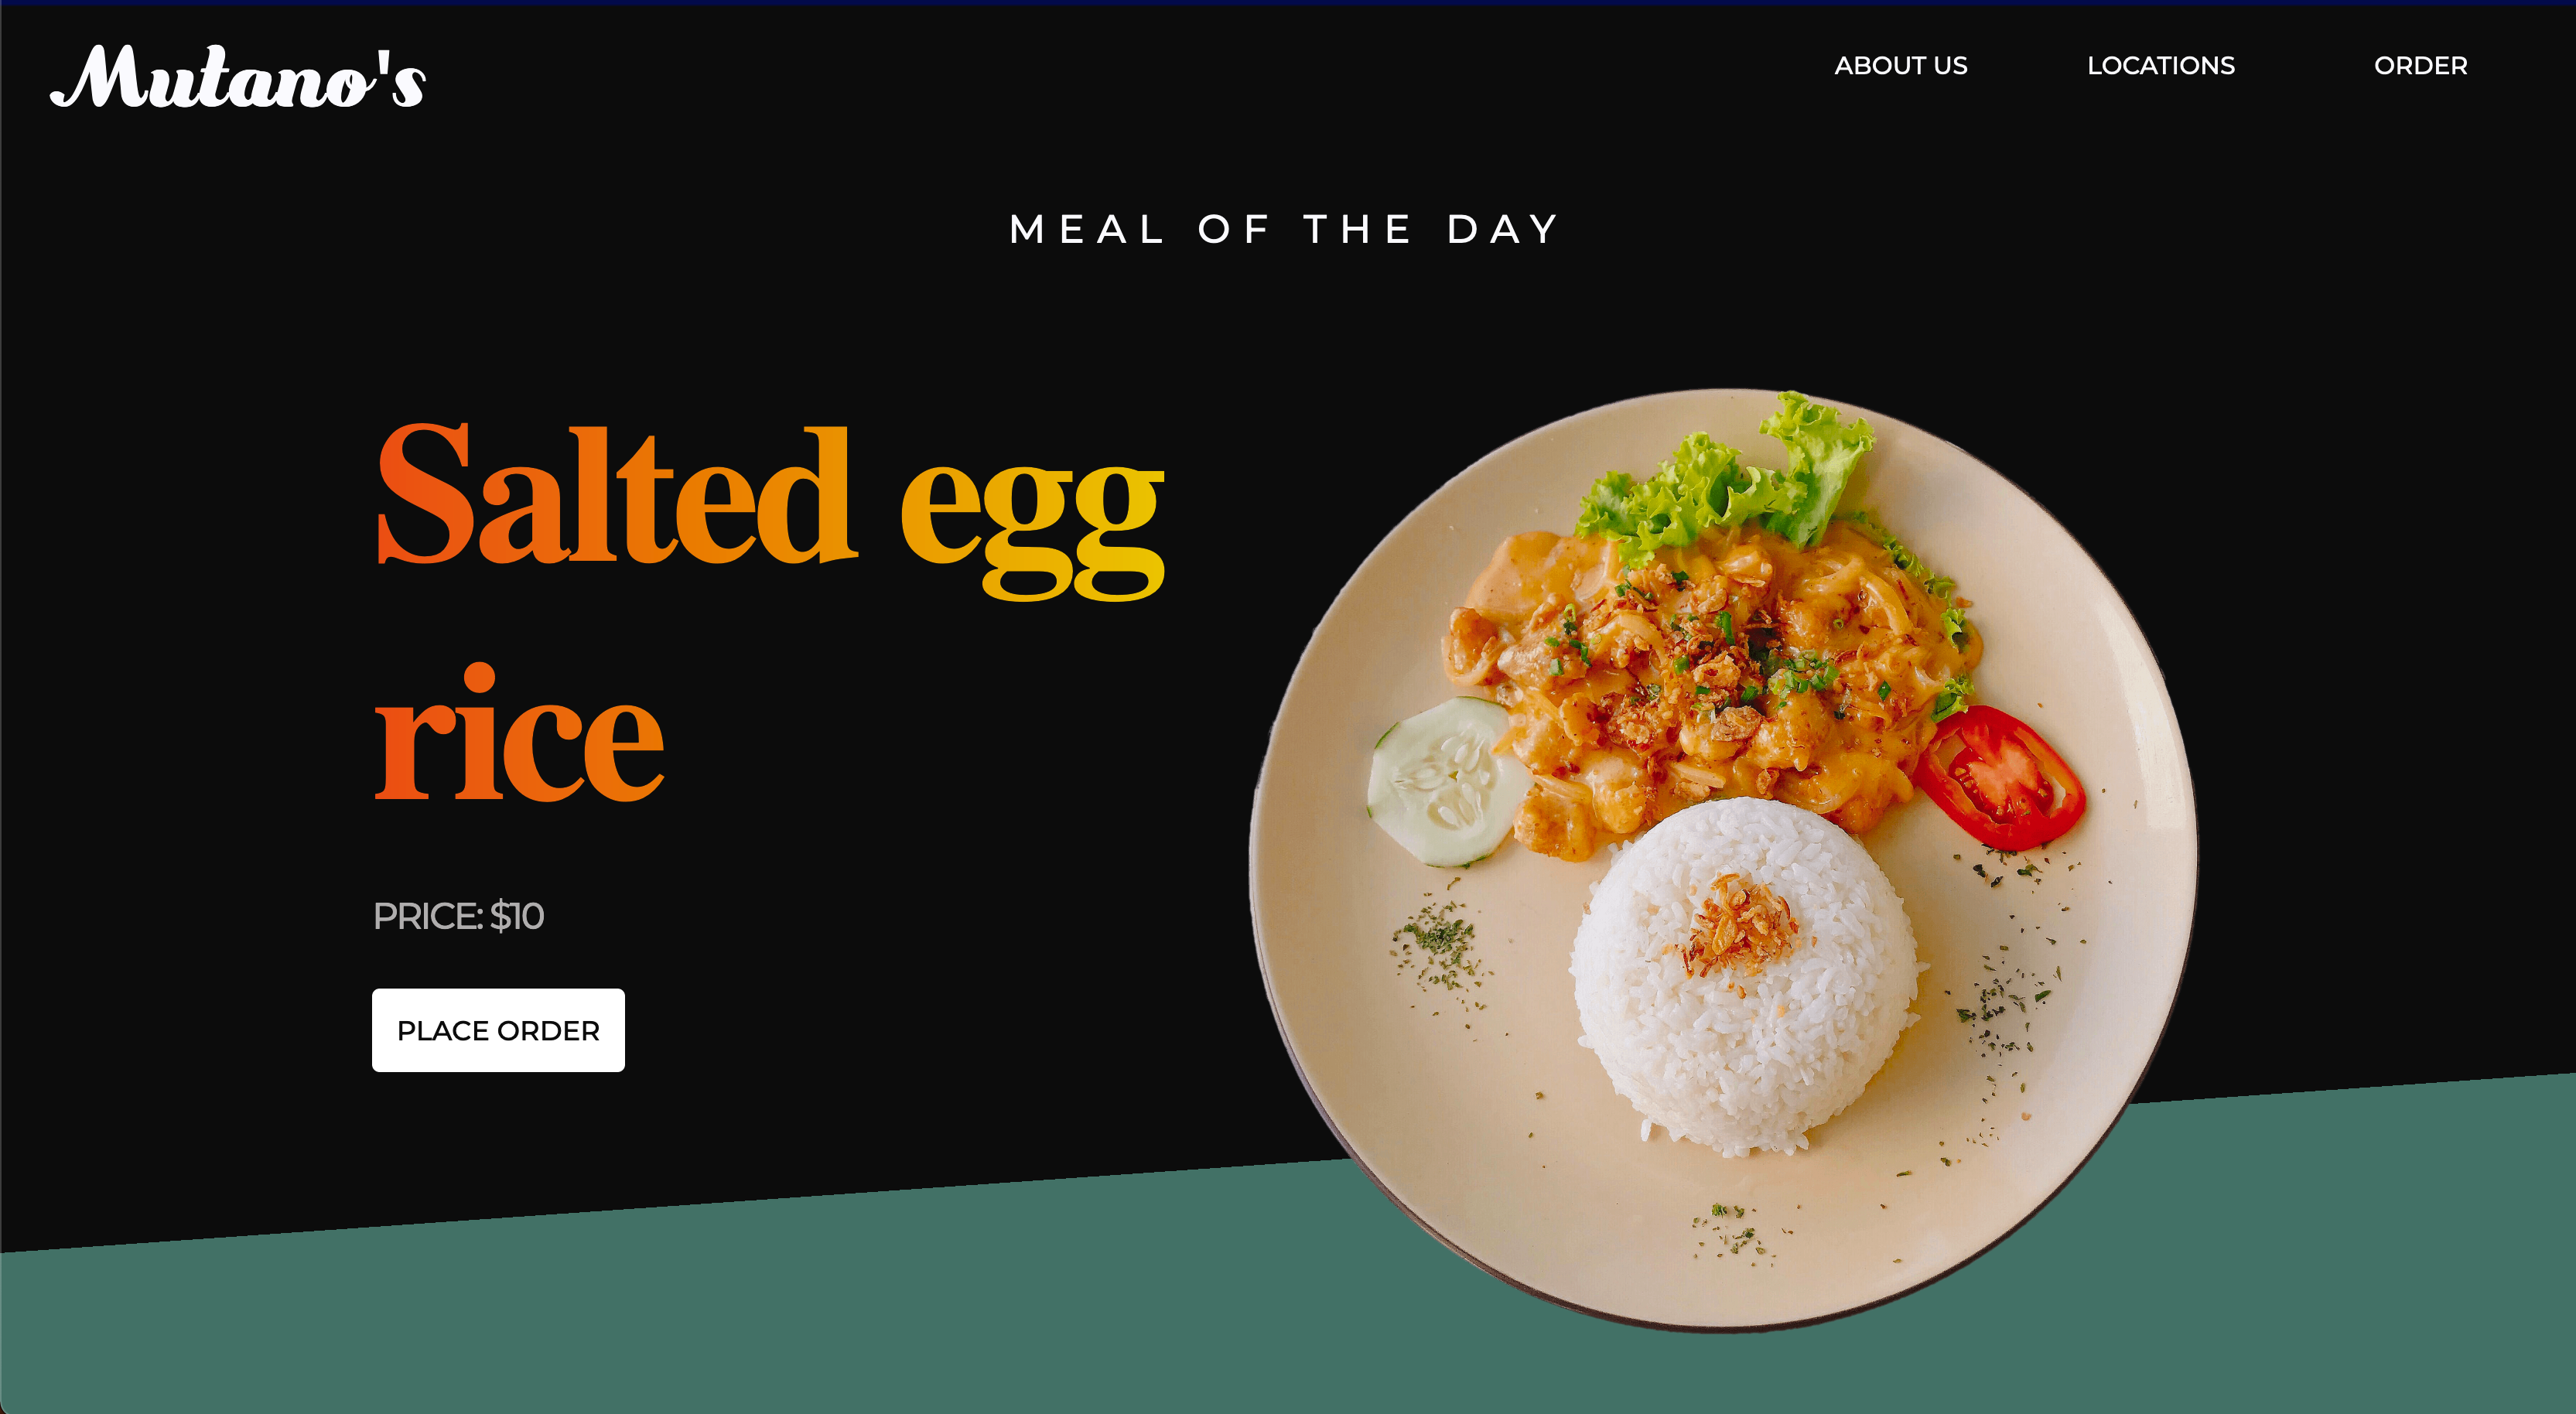 Mutano's
ABOUT US
LOCATIONS
ORDER
MEAL OF THE DAY
Salted egg
rice
PRICE: $10
PLACE ORDER